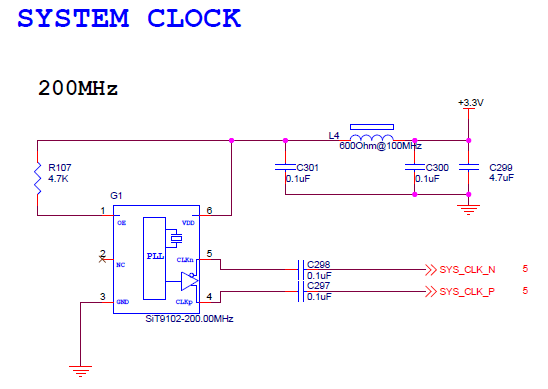 SYSTEM CLOCK
200MHz
+3.3V
L4
600Ohm@100MHz
R107
4.7K
C301
0.1uF
C300
0.1uF
C299
4.7uF
G1
1
OE
VDD
6
2
NC
PLL
CLKn
5
3
GND
CLKp
4
SiT9102-200.00MHz
C298
0.1uF
SYS_CLK_N
5
C297
0.1uF
SYS_CLK_P
5